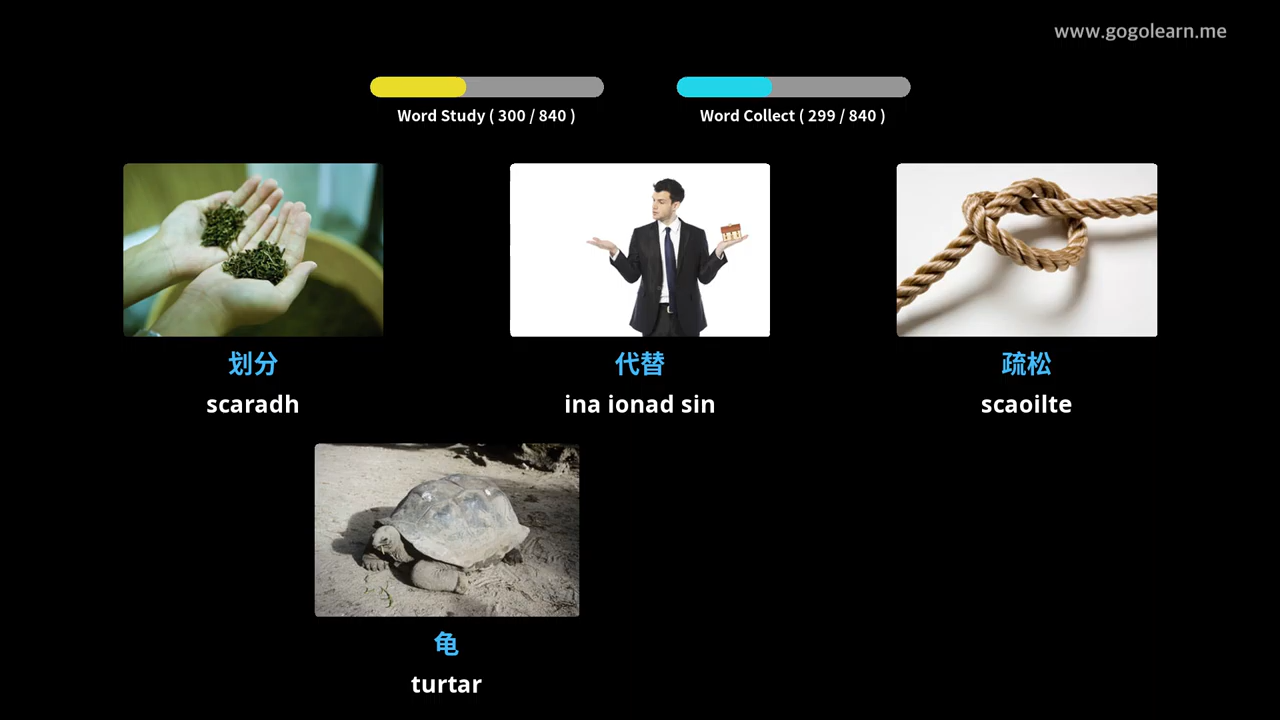 www.gogolearn.me
Word Study ( 300 / 840 )
Word Collect ( 299 / 840 )
划分
scaradh
代替
ina ionad sin
疏松
scaoilte
龟
turtar